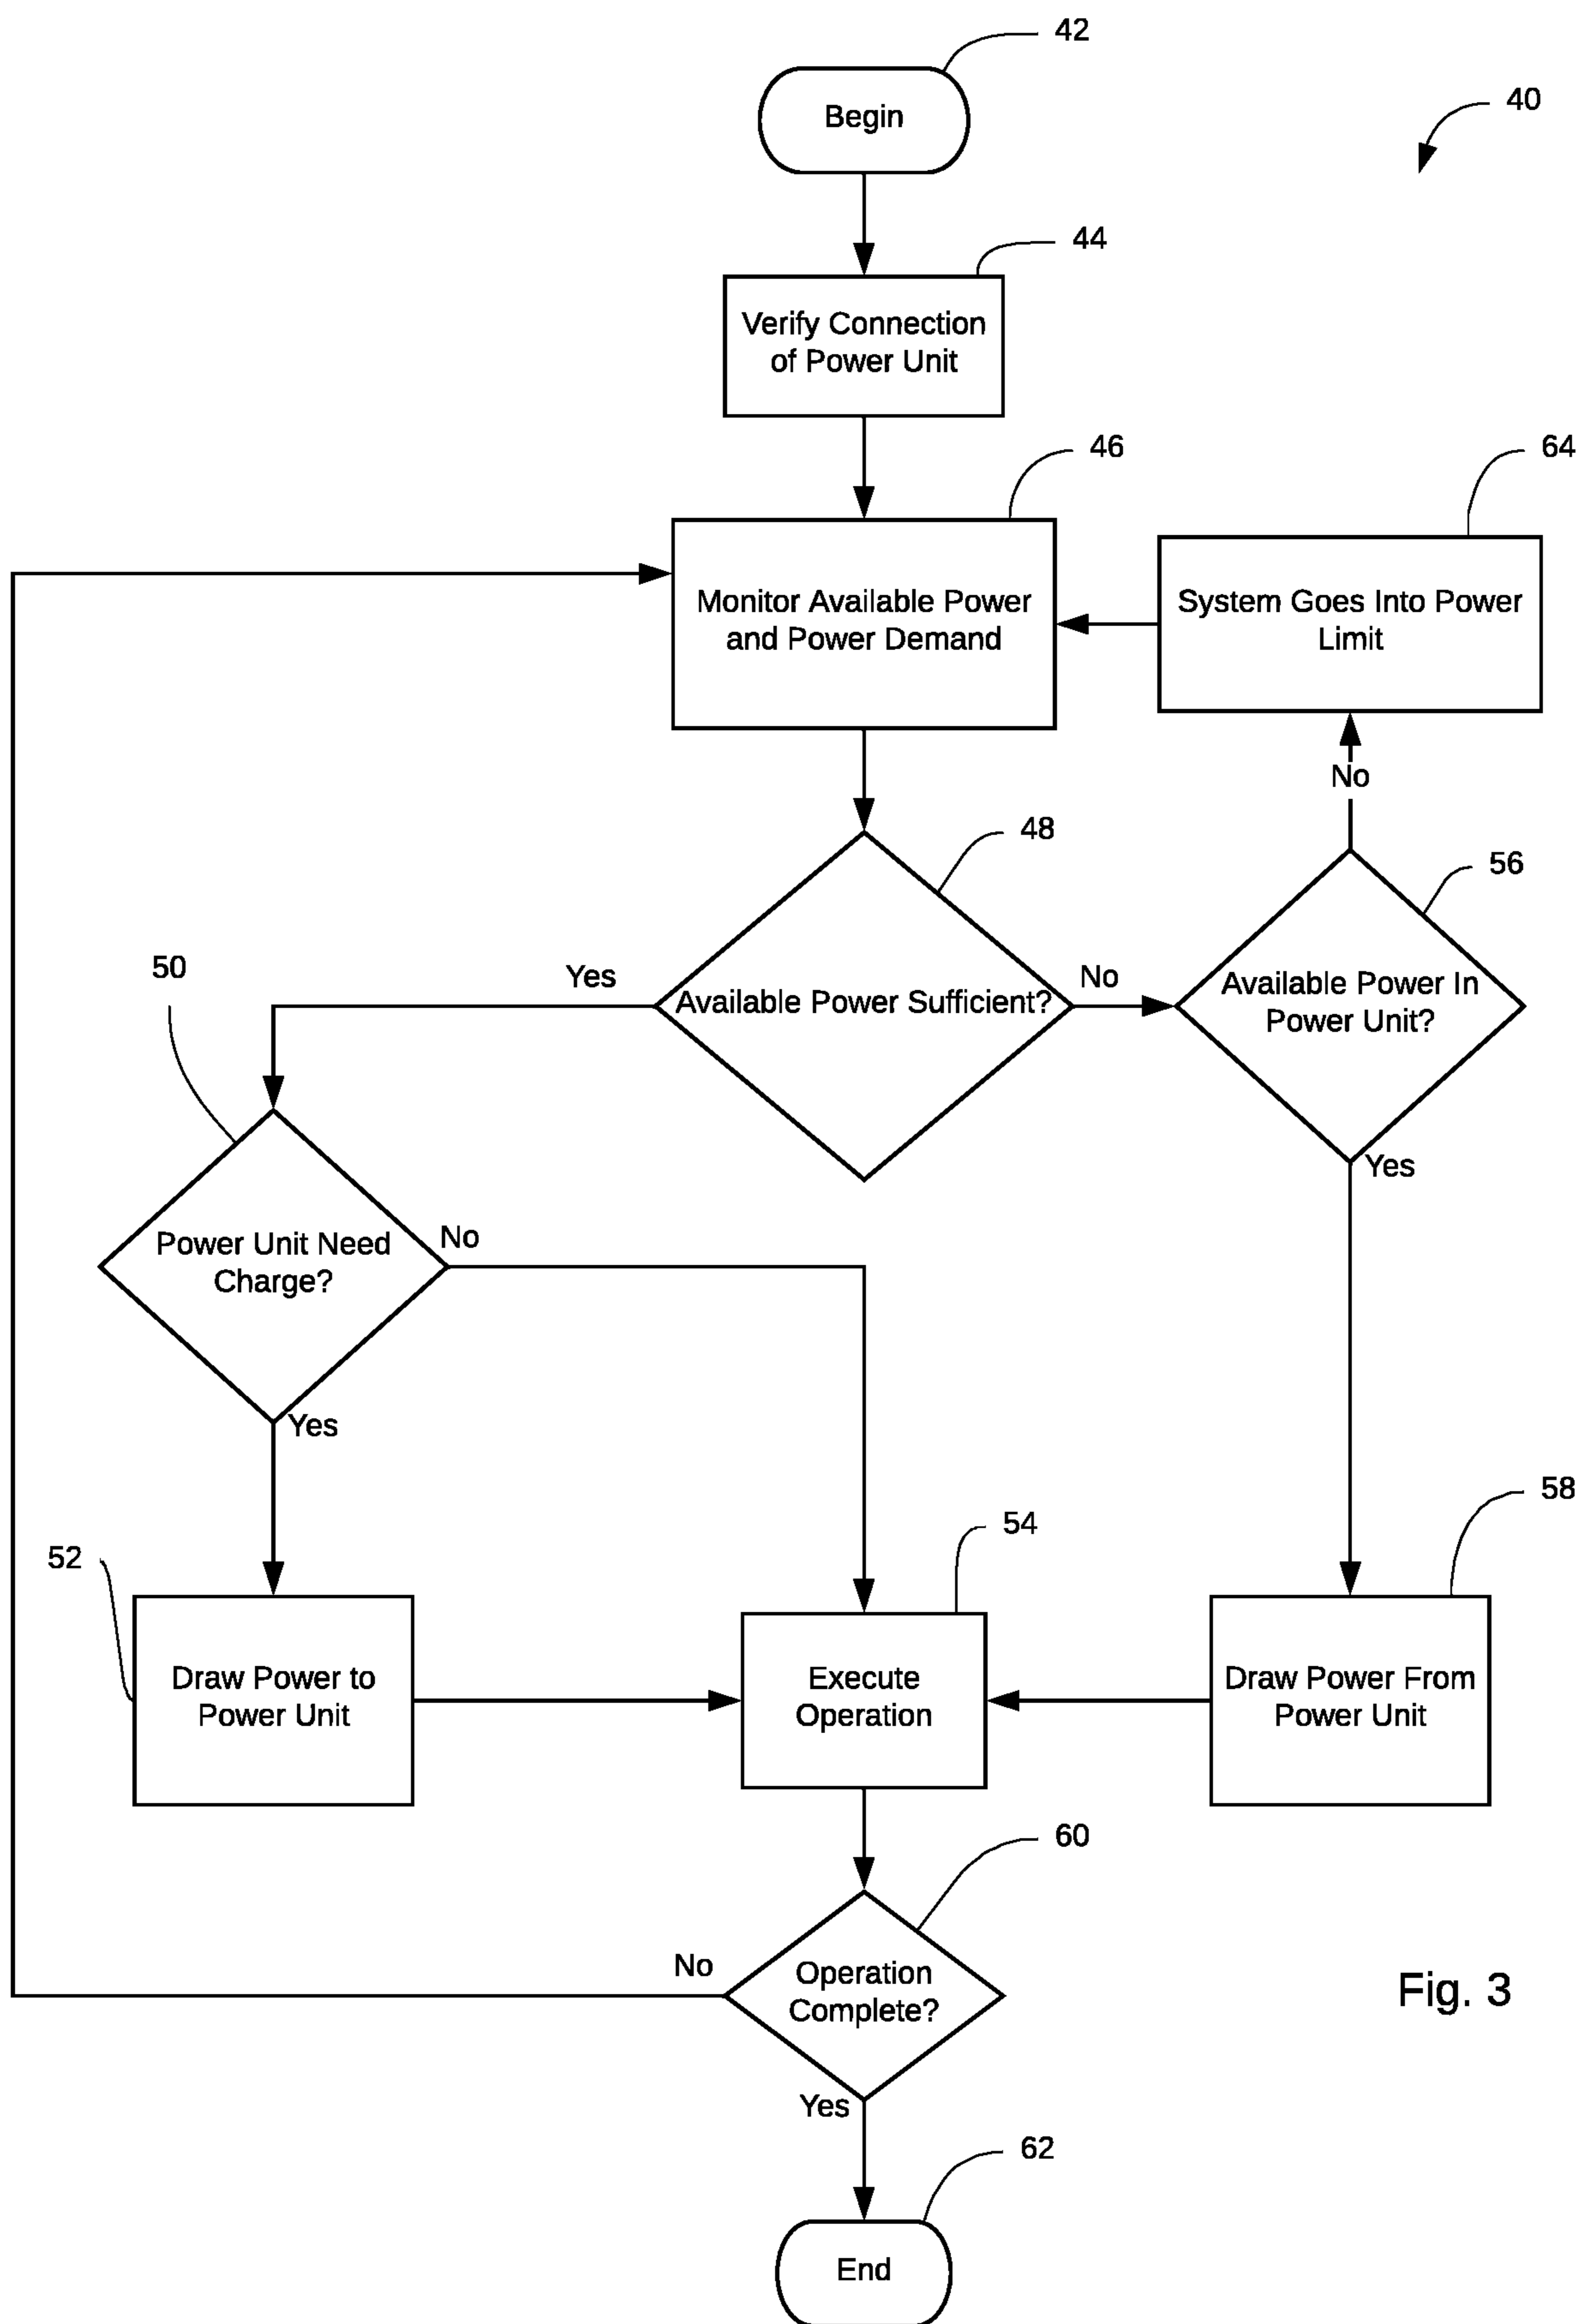 42
Begin
40
44
Verify Connection
of Power Unit
46
64
Monitor Available Power
and Power Demand
System Goes Into Power
Limit
No
48
56
50
Yes
Available Power Sufficient?
No
Available Power In
Power Unit?
Yes
Power Unit Need
Charge?
No
Yes
58
54
52
Draw Power to
Power Unit
Execute
Operation
Draw Power From
Power Unit
60
No
Operation
Complete?
Fig. 3
Yes
62
End